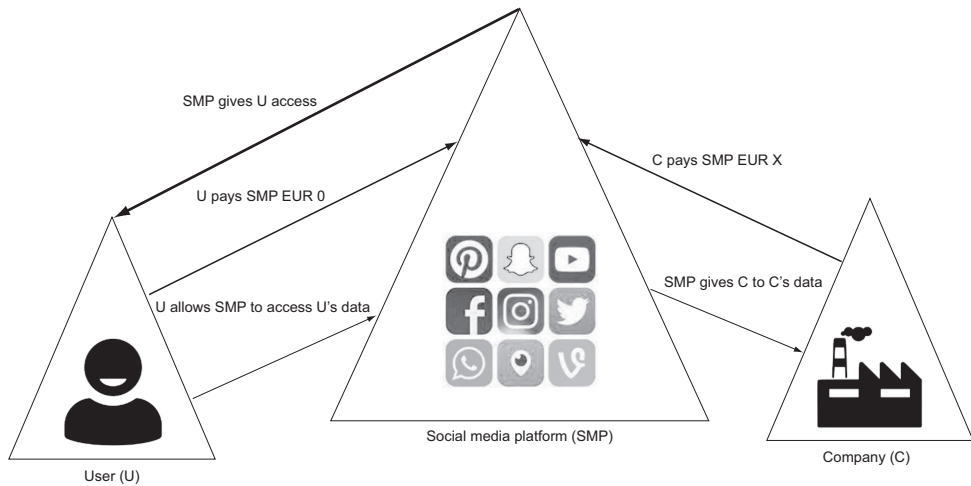 SMP gives U access
U pays SMP EUR 0
C pays SMP EUR X
U allows SMP to access U's data
SMP gives C to C's data
Social media platform (SMP)
User (U)
Company (C)